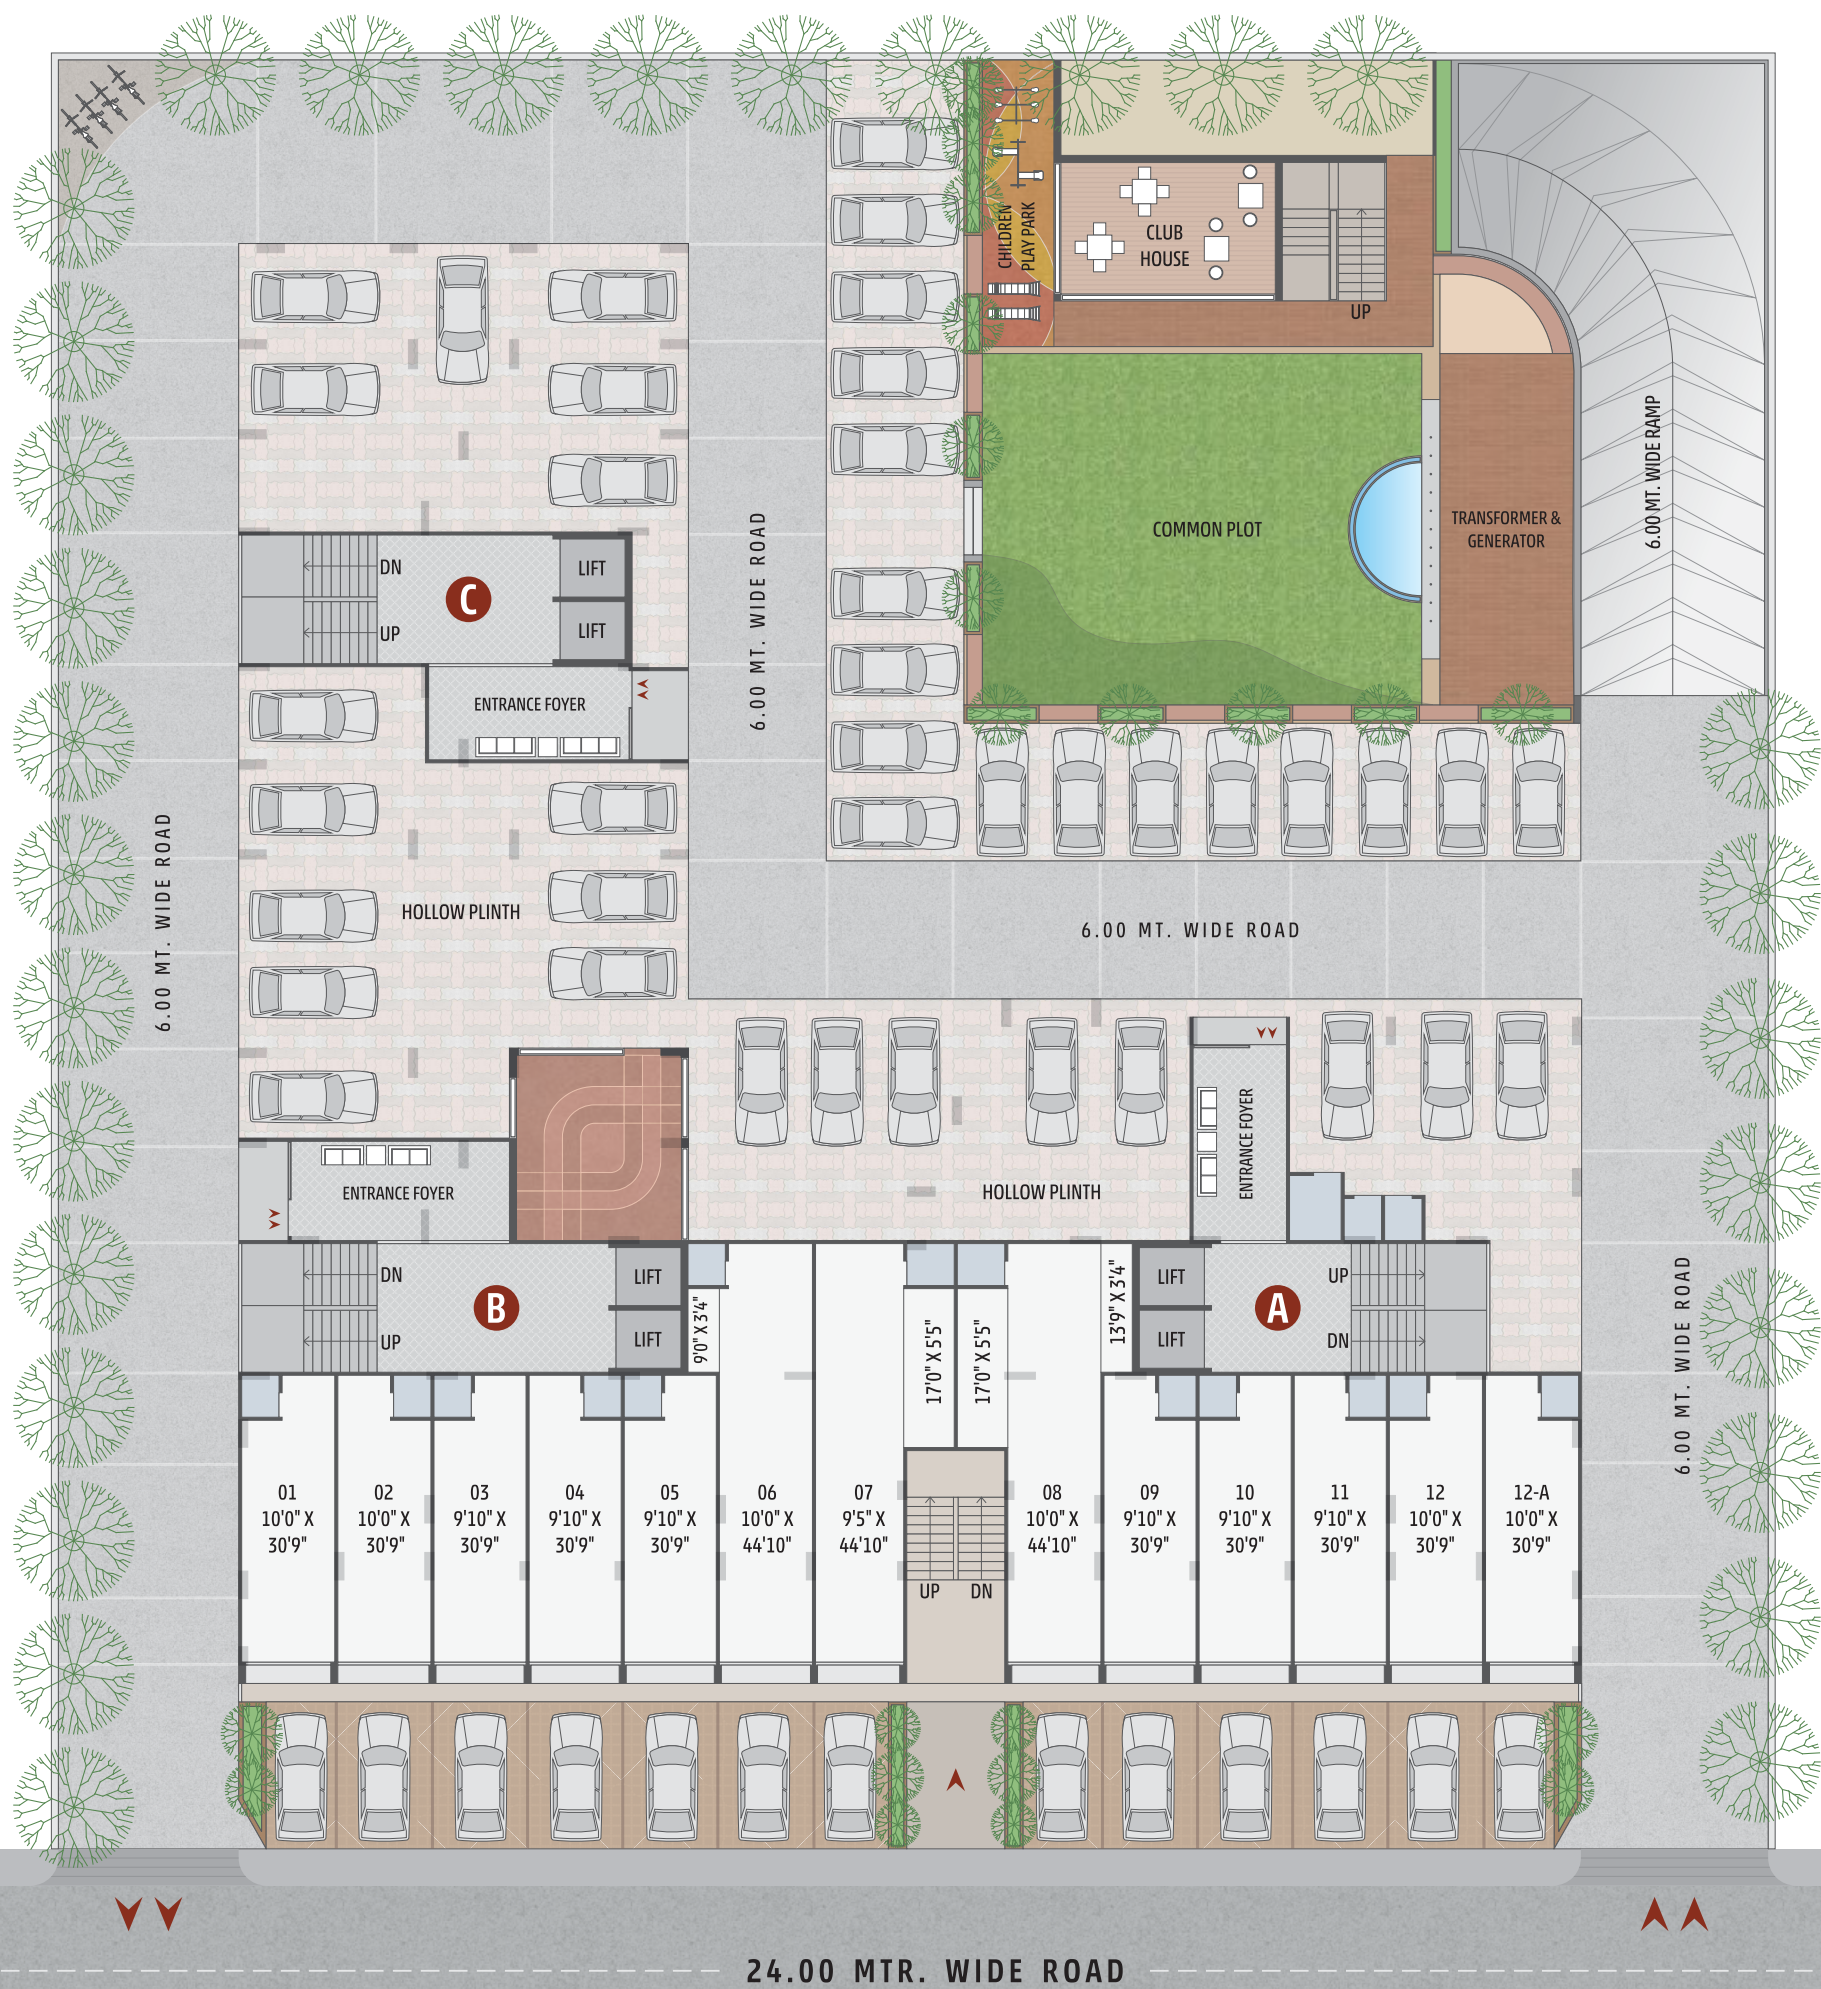 CHILDREN
PLAY PARK
CLUB
HOUSE
UP
6.00 MT. WIDE RAMP
COMMON PLOT
TRANSFORMER &
GENERATOR
6.00 MT. WIDE ROAD
DN
UP
C
LIFT
LIFT
ENTRANCE FOYER
6.00 MT. WIDE ROAD
HOLLOW PLINTH
6.00 MT. WIDE ROAD
ENTRANCE FOYER
HOLLOW PLINTH
ENTRANCE FOYER
DN
UP
B
LIFT
LIFT
9'0" X 3'4"
17'0" X 5'5"
17'0" X 5'5"
13'9" X 3'4"
LIFT
LIFT
A
UP
DN
6.00 MT. WIDE ROAD
01
10'0" X
30'9"
02
10'0" X
30'9"
03
9'10" X
30'9"
04
9'10" X
30'9"
05
9'10" X
30'9"
06
10'0" X
44'10"
07
9'5" X
44'10"
UP
DN
08
10'0" X
44'10"
09
9'10" X
30'9"
10
9'10" X
30'9"
11
9'10" X
30'9"
12
10'0" X
30'9"
12-A
10'0" X
30'9"
24.00 MTR. WIDE ROAD